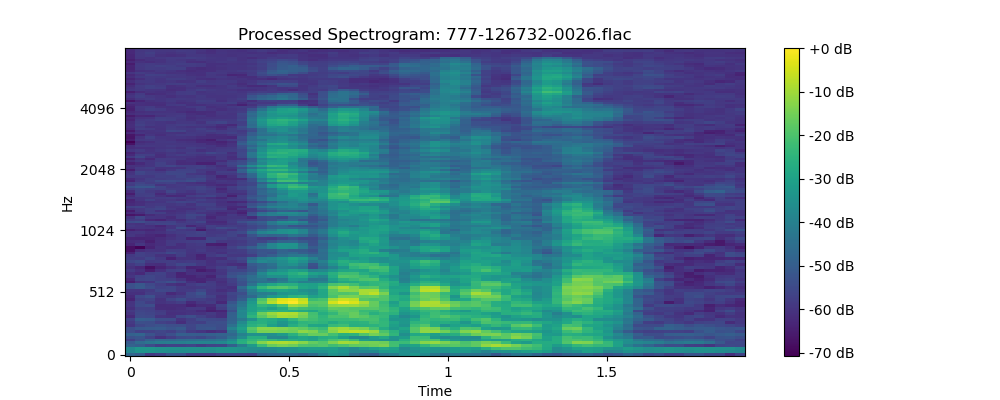 Processed Spectrogram: 777-126732-0026.flac
+0 dB
-10 dB
-20 dB
-30 dB
-40 dB
-50 dB
-60 dB
-70 dB
4096
2048
1024
512
0
Hz
0 0.5 1 1.5
Time